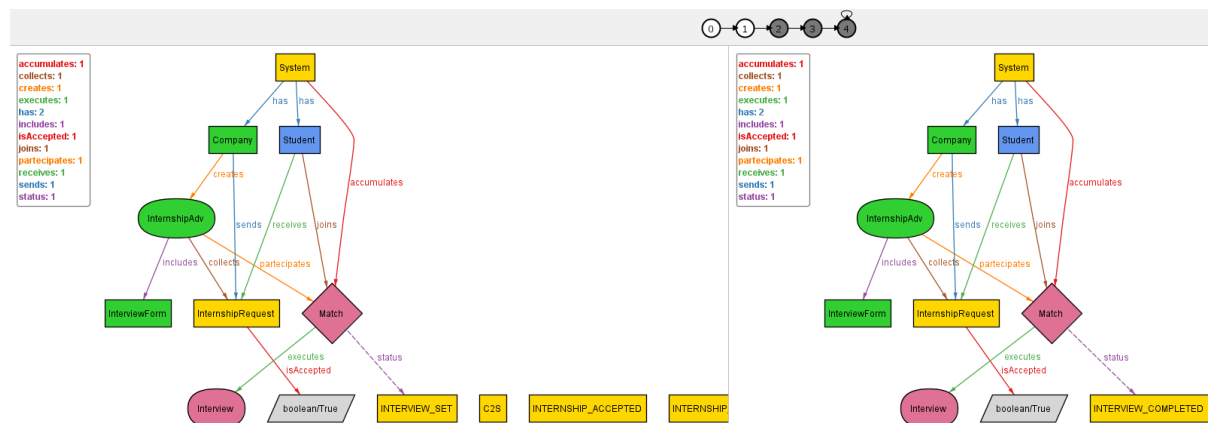 0 1 2 3 4
accumulates: 1
collects: 1
creates: 1
executes: 1
has: 2
includes: 1
isAccepted: 1
joins: 1
partecipates: 1
receives: 1
sends: 1
status: 1
System
has has
Company Student
creates accumulates
InternshipAdv sends receives joins
includes collects partecipates
InterviewForm InternshipRequest Match
executes status
isAccepted
Interview boolean/True INTERVIEW_SET C2S INTERNSHIP_ACCEPTED INTERNSHIP_
accumulates: 1
collects: 1
creates: 1
executes: 1
has: 2
includes: 1
isAccepted: 1
joins: 1
partecipates: 1
receives: 1
sends: 1
status: 1
System
has has
Company Student
creates accumulates
InternshipAdv sends receives joins
includes collects partecipates
InterviewForm InternshipRequest Match
executes status
isAccepted
Interview boolean/True INTERVIEW_COMPLETED